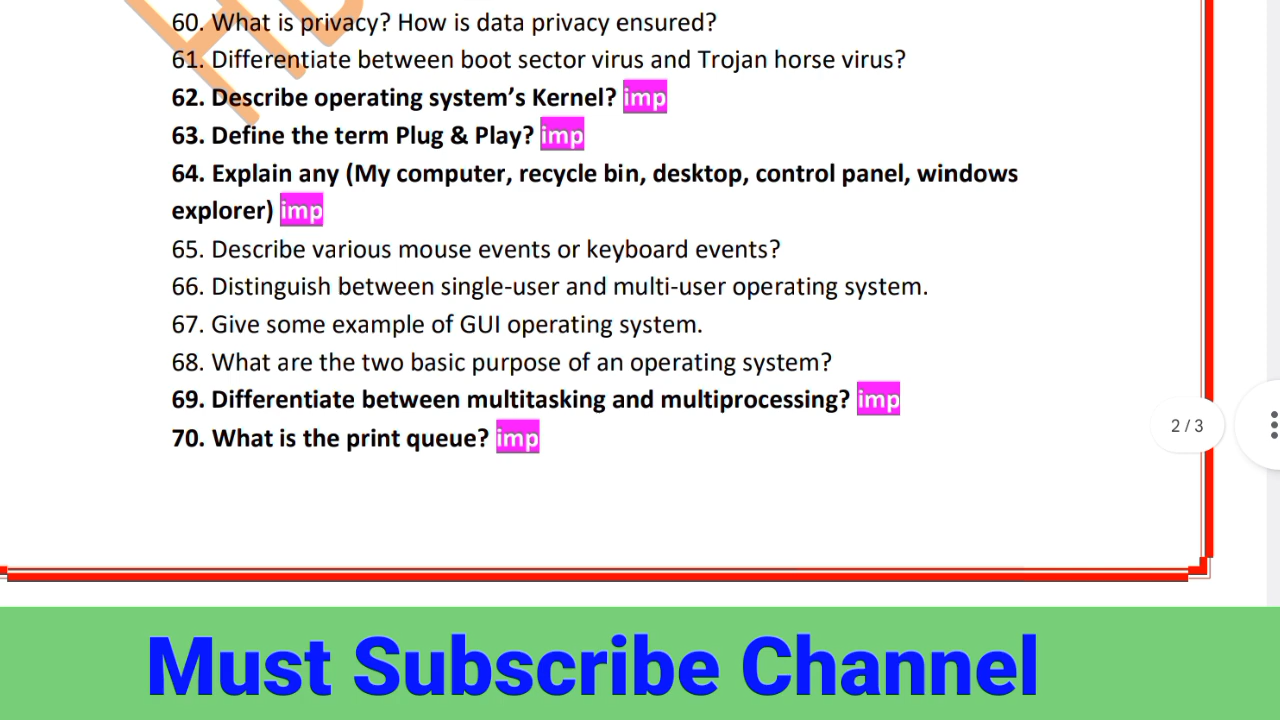 60. What is privacy? How is data privacy ensured?
61. Differentiate between boot sector virus and Trojan horse virus?
62. Describe operating system's Kernel? imp
63. Define the term Plug & Play? imp
64. Explain any (My computer, recycle bin, desktop, control panel, windows
explorer) imp
65. Describe various mouse events or keyboard events?
66. Distinguish between single-user and multi-user operating system.
67. Give some example of GUI operating system.
68. What are the two basic purpose of an operating system?
69. Differentiate between multitasking and multiprocessing? imp
70. What is the print queue? imp
2 / 3
Must Subscribe Channel